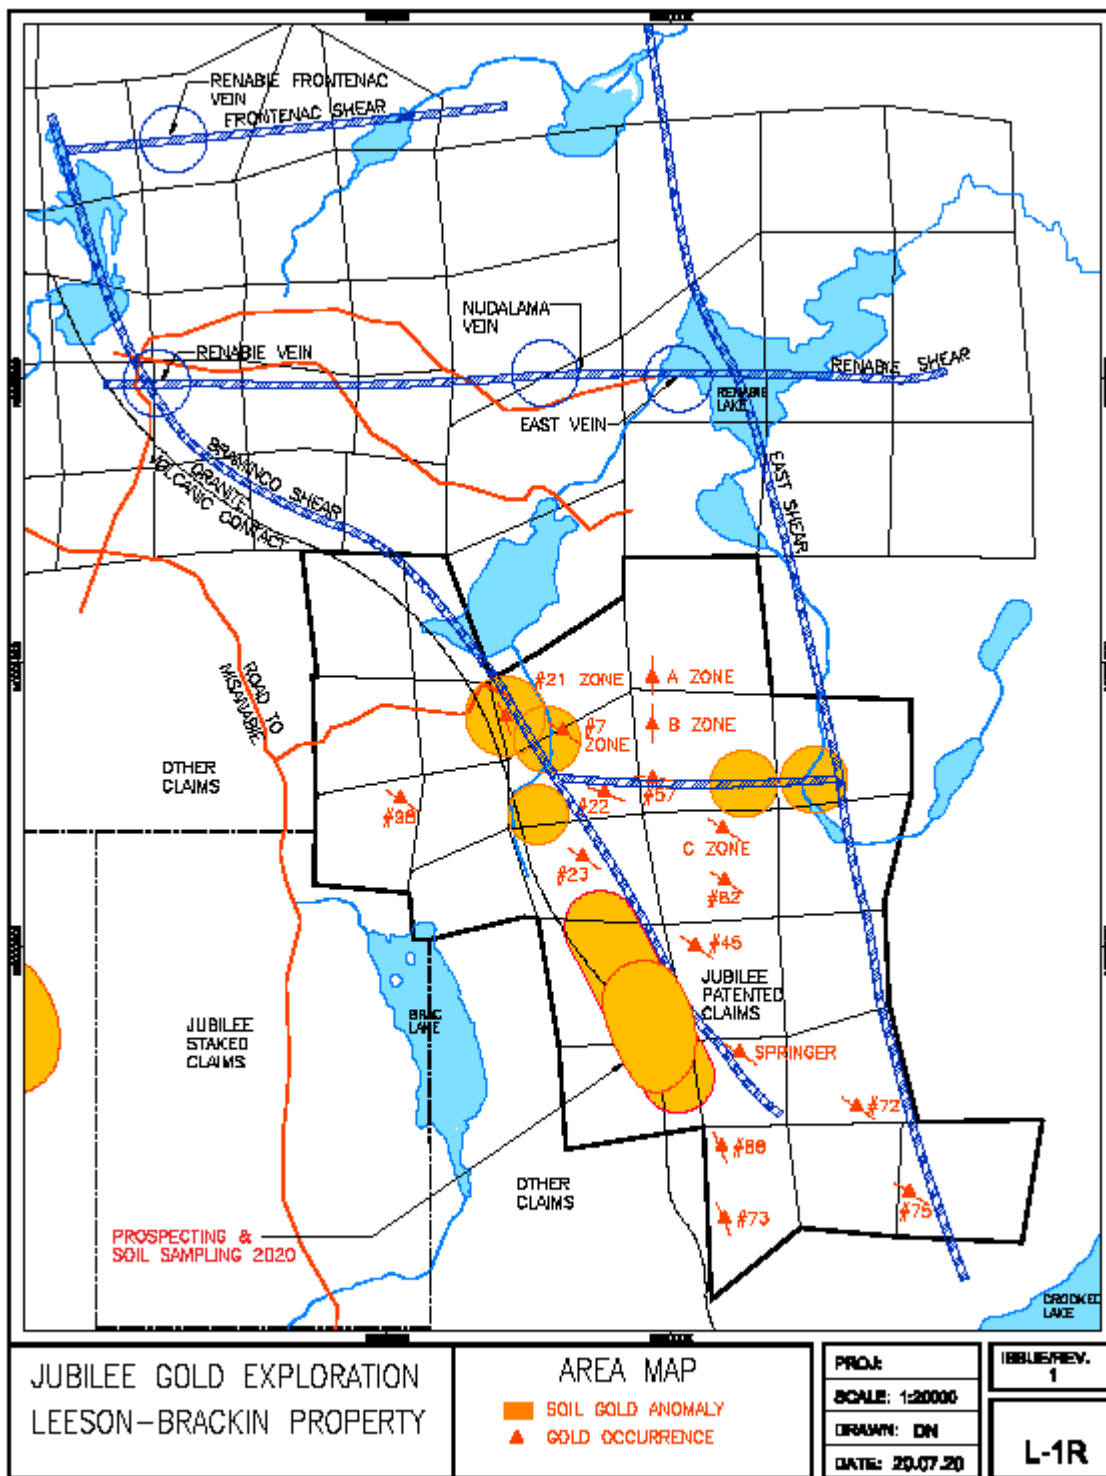 RENABIE FRONTENAC
VEIN
FRONTENAC SHEAR
NUDALAMA
VEIN
RENABIE VEIN
RENABIE SHEAR
RENABIE
LAKE
EAST VEIN
BRAMINCO SHEAR
GRANITE
VOLCANIC CONTACT
EAST SHEAR
ROAD TO
MISANABIE
#21 ZONE
A ZONE
#7
ZONE
B ZONE
OTHER
CLAIMS
#98
#22
#57
C ZONE
#23
#62
#45
JUBILEE
PATENTED
CLAIMS
LAKE
JUBILEE
STAKED
CLAIMS
SPRINGER
#72
#88
OTHER
CLAIMS
#75
#73
PROSPECTING &
SOIL SAMPLING 2020
CROOKED
LAKE
JUBILEE GOLD EXPLORATION
LEESON-BRACKIN PROPERTY
AREA MAP
SOIL GOLD ANOMALY
GOLD OCCURRENCE
PROJ:
SCALE: 1:20000
DRAWN: DN
DATE: 20.07.20
ISSUE/REV.
1
L-1R